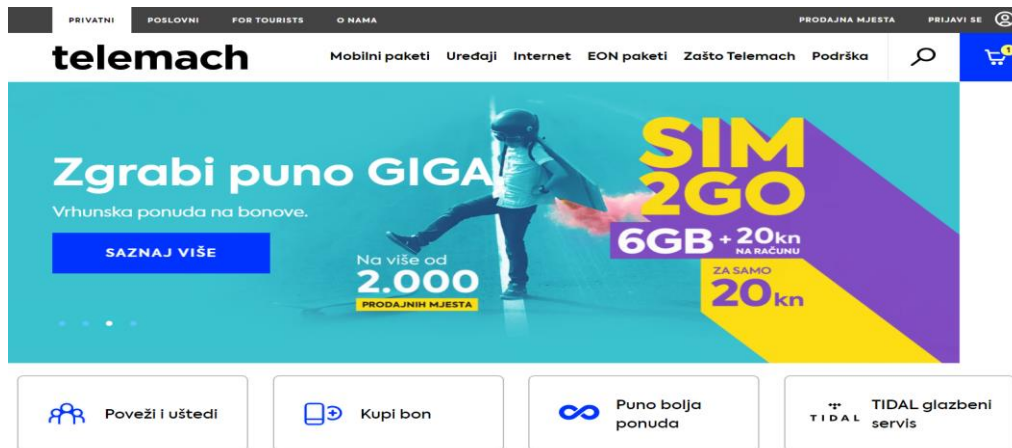 PRIVATNI POSLOVNI FOR TOURISTS O NAMA PRODAJNA MJESTA PRIJAVI SE
telemach Mobilni paketi Uređaji Internet EON paketi Zašto Telemach Podrška 1
Zgrabi puno GIGA
Vrhunska ponuda na bonove.
SAZNAJ VIŠE
Na više od
2.000
PRODAJNIH MJESTA
SIM
2GO
6GB + 20kn
NA RAČUNU
ZA SAMO
20kn
Poveži i uštedi
Kupi bon
Puno bolja
ponuda
TIDAL
TIDAL glazbeni
servis